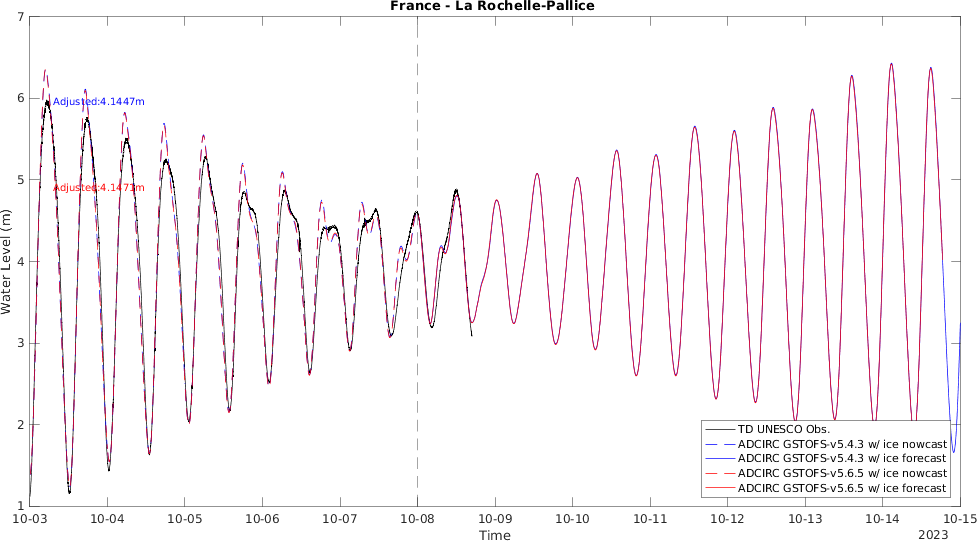 France - La Rochelle-Pallice
7
6
5
4
3
2
1
Water Level (m)
Adjusted:4.1447m
Adjusted:4.1471m
TD UNESCO Obs.
ADCIRC GSTOFS-v5.4.3 w/ ice nowcast
ADCIRC GSTOFS-v5.4.3 w/ ice forecast
ADCIRC GSTOFS-v5.6.5 w/ ice nowcast
ADCIRC GSTOFS-v5.6.5 w/ ice forecast
10-03 10-04 10-05 10-06 10-07 10-08 10-09 10-10 10-11 10-12 10-13 10-14 10-15
Time
2023